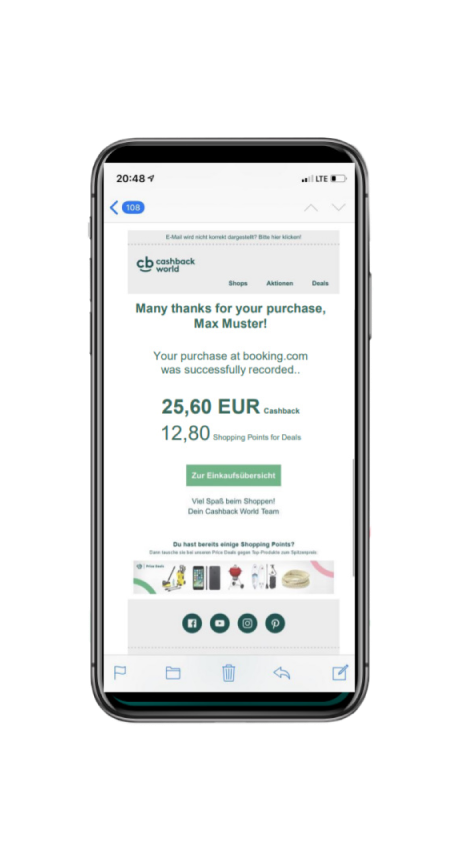 20:48
LTE
108
E-Mail wird nicht korrekt dargestellt? Bitte hier klicken!
cb cashback
world
Shops Aktionen Deals
Many thanks for your purchase,
Max Muster!
Your purchase at booking.com
was successfully recorded..
25,60 EUR Cashback
12,80 Shopping Points for Deals
Zur Einkaufsübersicht
Viel Spaß beim Shoppen!
Dein Cashback World Team
Du hast bereits einige Shopping Points?
Dann tausche sie bei unseren Price Deals gegen Top-Produkte zum Spitzenpreis.
Price Deals